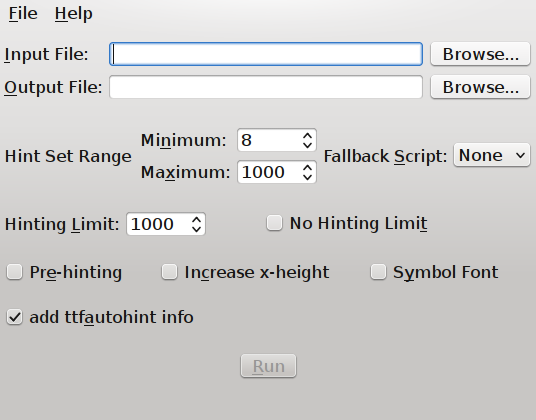 File Help
Input File: Browse...
Output File: Browse...
Minimum: 8
Hint Set Range Fallback Script: None
Maximum: 1000
Hinting Limit: 1000 No Hinting Limit
Pre-hinting Increase x-height Symbol Font
add ttfautohint info
Run